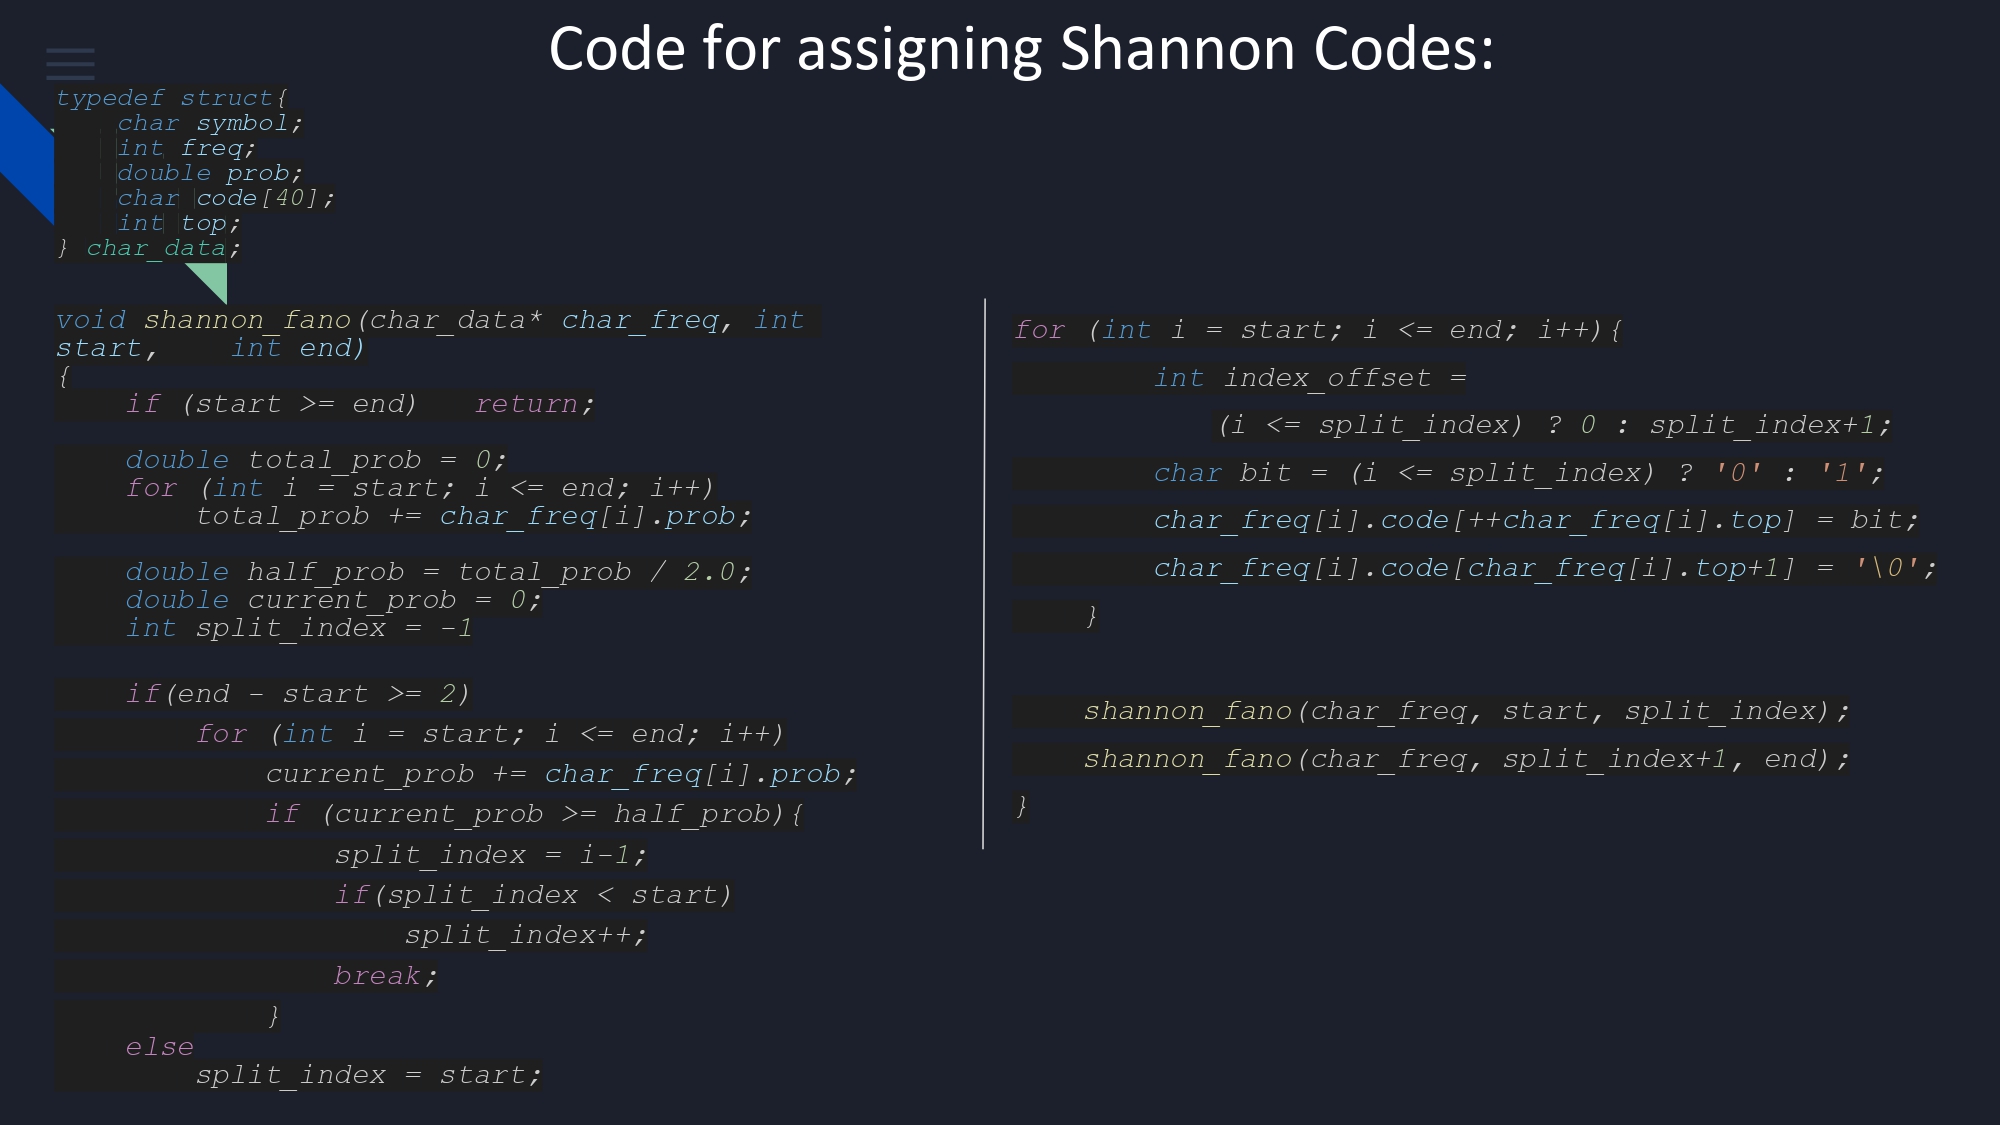 Code for assigning Shannon Codes:
typedef struct{
    char symbol;
    int freq;
    double prob;
    char code[40];
    int top;
} char_data;
void shannon_fano(char_data* char_freq, int
start,    int end)
{
    if (start >= end)   return;
    double total_prob = 0;
    for (int i = start; i <= end; i++)
        total_prob += char_freq[i].prob;
    double half_prob = total_prob / 2.0;
    double current_prob = 0;
    int split_index = -1
    if(end - start >= 2)
        for (int i = start; i <= end; i++)
            current_prob += char_freq[i].prob;
            if (current_prob >= half_prob){
                split_index = i-1;
                if(split_index < start)
                    split_index++;
                break;
            }
    else
        split_index = start;
for (int i = start; i <= end; i++){
        int index_offset =
            (i <= split_index) ? 0 : split_index+1;
        char bit = (i <= split_index) ? '0' : '1';
        char_freq[i].code[++char_freq[i].top] = bit;
        char_freq[i].code[char_freq[i].top+1] = '\0';
    }
    shannon_fano(char_freq, start, split_index);
    shannon_fano(char_freq, split_index+1, end);
}